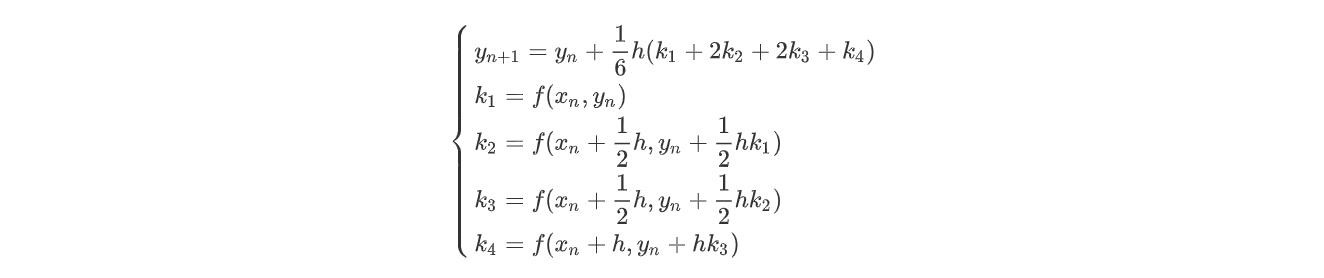 y_{n+1} = y_n + \frac{1}{6}h(k_1 + 2k_2 + 2k_3 + k_4)
k_1 = f(x_n, y_n)
k_2 = f(x_n + \frac{1}{2}h, y_n + \frac{1}{2}hk_1)
k_3 = f(x_n + \frac{1}{2}h, y_n + \frac{1}{2}hk_2)
k_4 = f(x_n + h, y_n + hk_3)